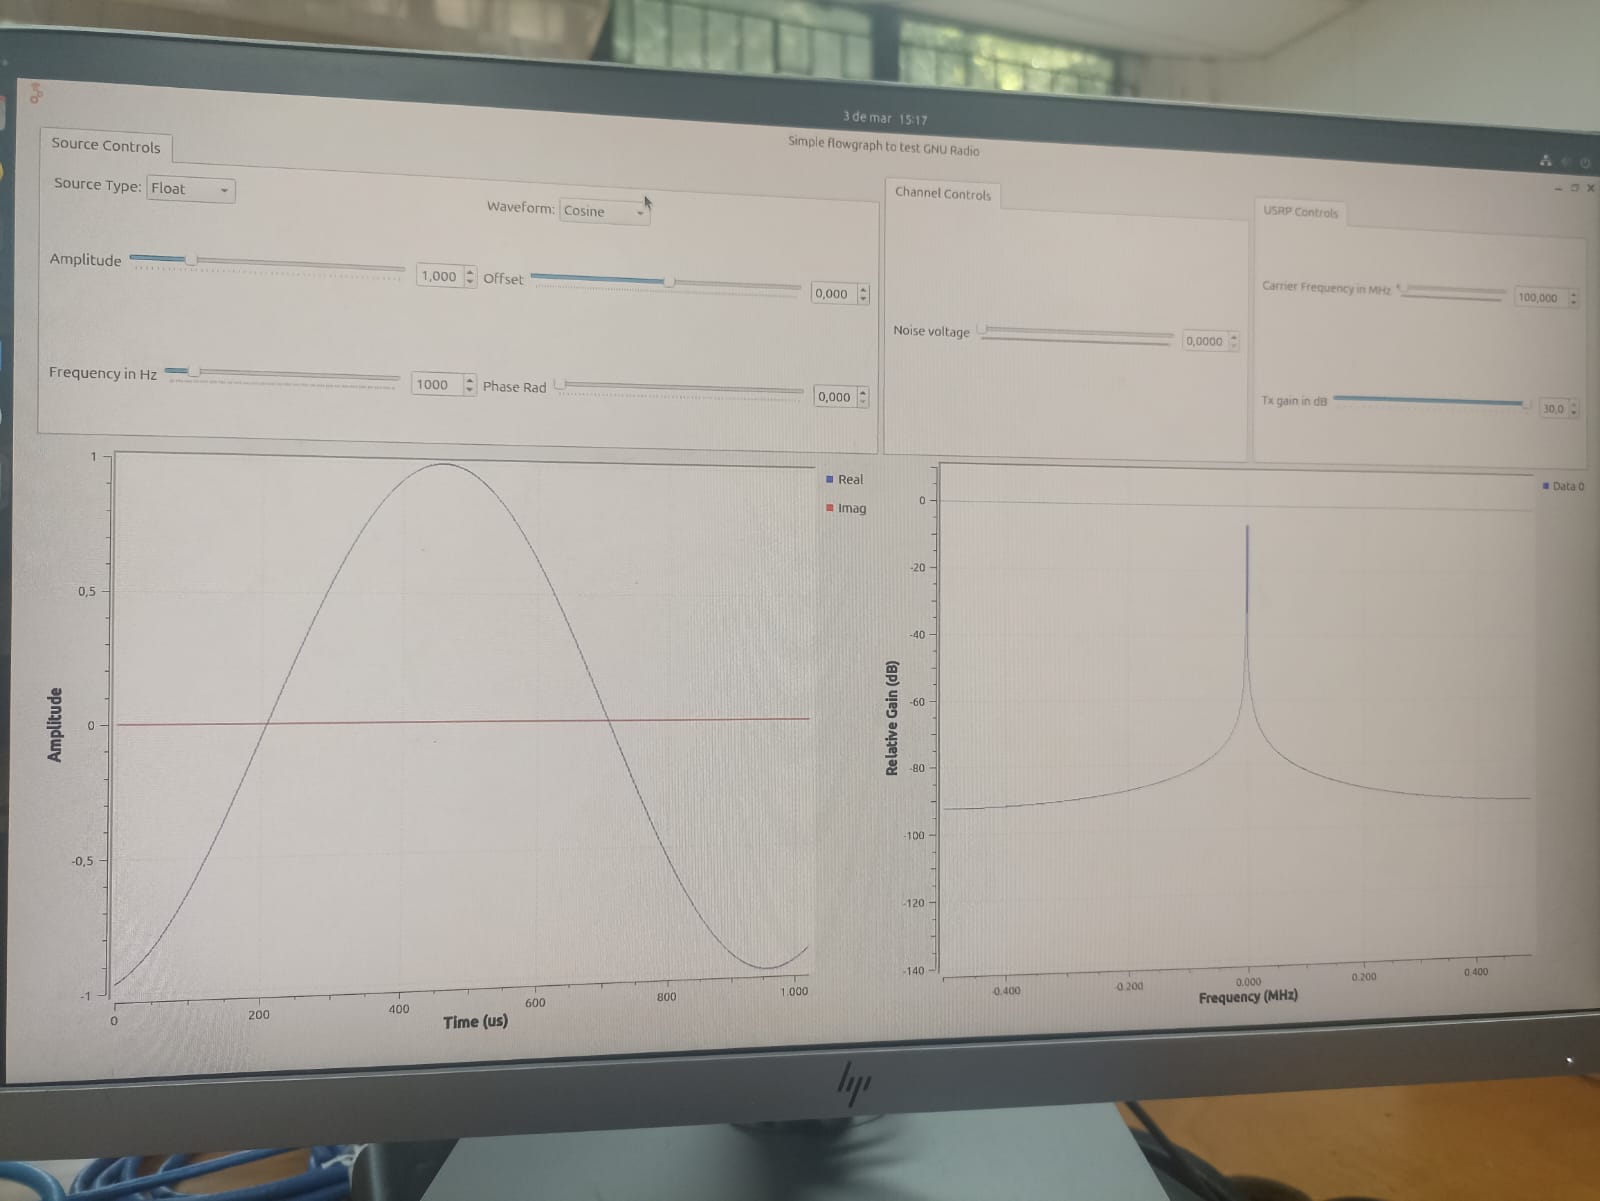 3 de mar 15:17
Simple flowgraph to test GNU Radio
Source Controls
Source Type: Float
Waveform: Cosine
Amplitude 1,000 Offset 0,000
Frequency in Hz 1000 Phase Rad 0,000
Channel Controls
Noise voltage 0,0000
USRP Controls
Carrier Frequency in MHz 100,000
Tx gain in dB 30,0
1
0,5
0
-0,5
-1
Amplitude
0 200 400 600 800 1.000
Time (us)
Real
Imag
0
-20
-40
-60
-80
-100
-120
-140
Relative Gain (dB)
-0.400 -0.200 0.000 0.200 0.400
Frequency (MHz)
Data 0
hp